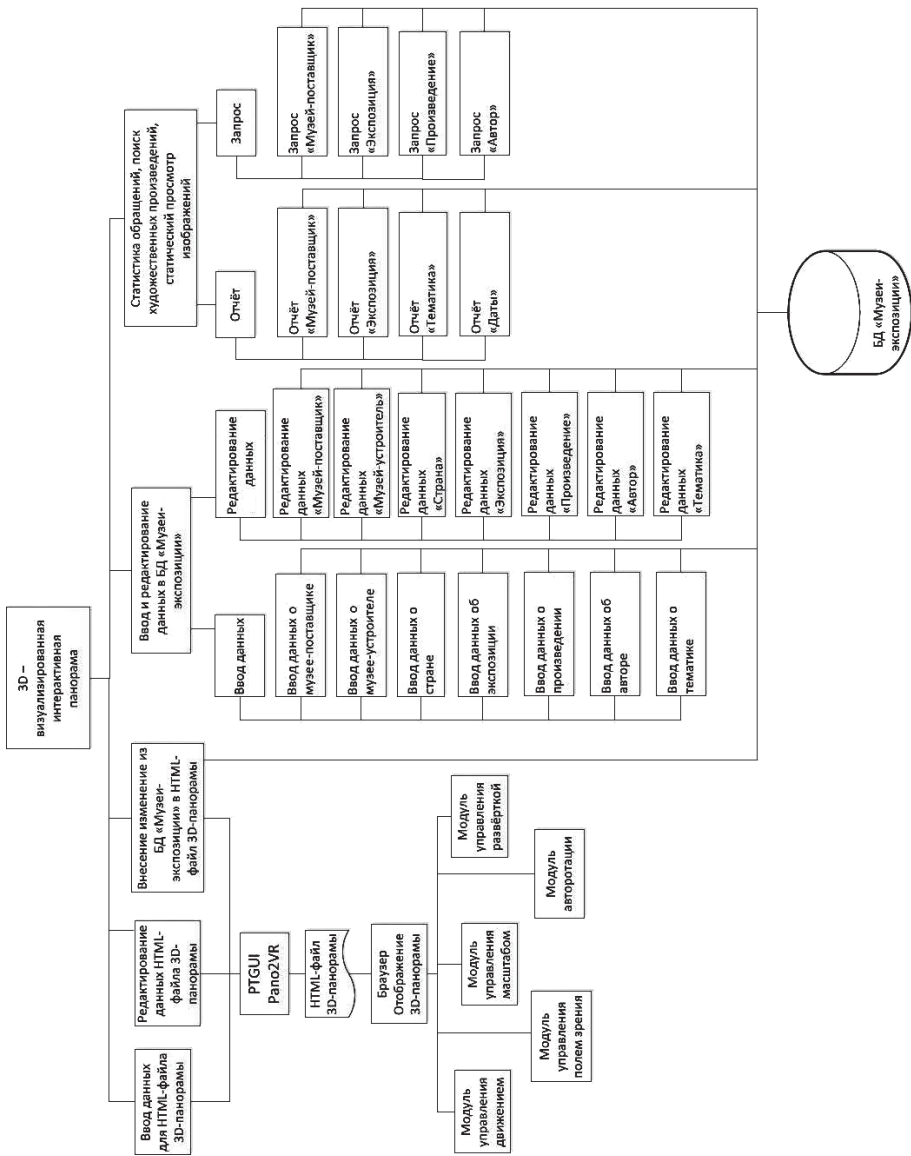 3D –
визуализированная
интерактивная
панорама
Ввод данных
для HTML-файла
3D-панорамы
Редактирование
данных HTML-
файла 3D-
панорамы
Внесение изменение из
БД «Музеи-
экспозиции» в HTML-
файл 3D-панорамы
Ввод и редактирование
данных в БД «Музеи-
экспозиции»
Статистика обращений, поиск
художественных произведений,
статический просмотр
изображений
PTGUI
Pano2VR
HTML-файл
3D-панорамы
Браузер
Отображение
3D-панорамы
Модуль
управления
движением
Модуль
управления
полем зрения
Модуль
управления
масштабом
Модуль
авторотации
Модуль
управления
развёрткой
Ввод данных
Ввод данных о
музее-поставщике
Ввод данных о
музее-устроителе
Ввод данных о
стране
Ввод данных об
экспозиции
Ввод данных о
произведении
Ввод данных об
авторе
Ввод данных о
тематике
Редактирование
данных
Редактирование
данных
«Музей-поставщик»
Редактирование
данных
«Музей-устроитель»
Редактирование
данных
«Страна»
Редактирование
данных
«Экспозиция»
Редактирование
данных
«Произведение»
Редактирование
данных
«Автор»
Редактирование
данных
«Тематика»
Отчёт
Отчёт
«Музей-поставщик»
Отчёт
«Экспозиция»
Отчёт
«Тематика»
Отчёт
«Даты»
Запрос
Запрос
«Музей-поставщик»
Запрос
«Экспозиция»
Запрос
«Произведение»
Запрос
«Автор»
БД «Музеи-
экспозиции»